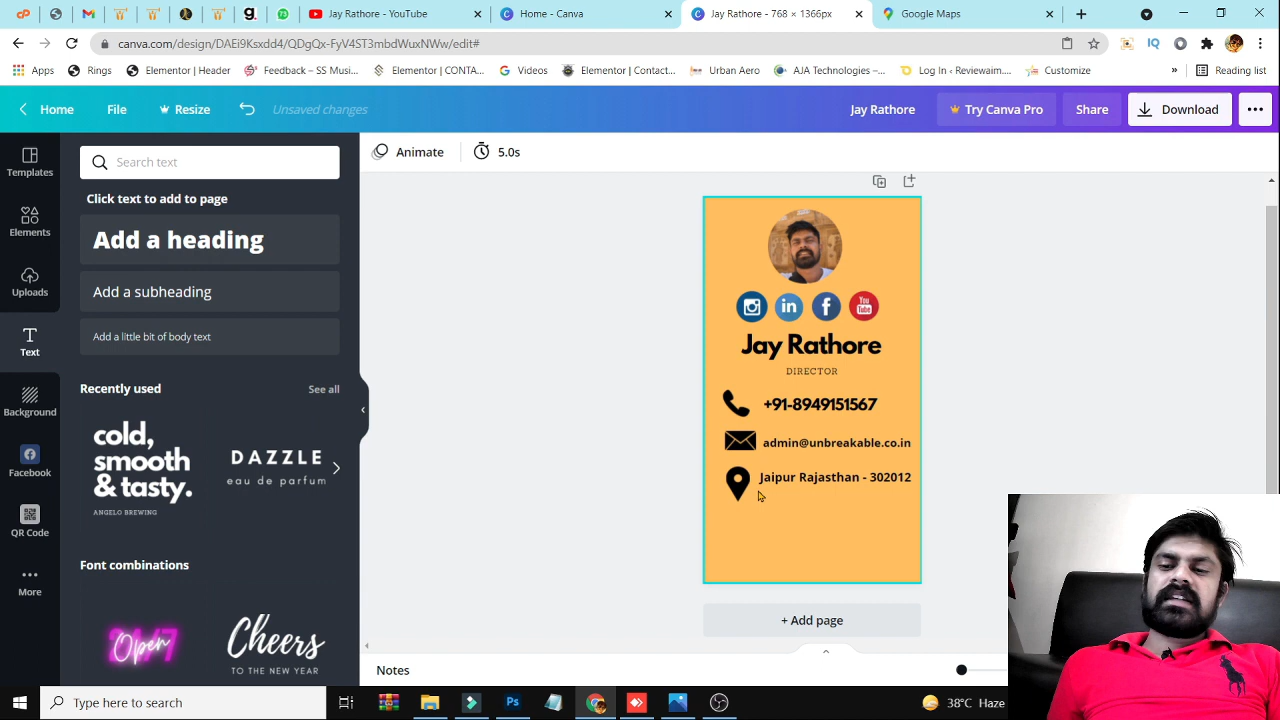 Jay Rathore - YouTube
Home - Canva
Jay Rathore - 768 × 1366px
Google Maps
canva.com/design/DAEi9Ksxdd4/QDgQx-FyV4ST3mbdWuxNWw/edit#
Apps
Rings
Elementor | Header
Feedback – SS Musi...
Elementor | CONTA...
Videos
Elementor | Contact...
Urban Aero
AJA Technologies –...
Log In ‹ Reviewaim....
Customize
»
Reading list
Home
File
Resize
Unsaved changes
Jay Rathore
Try Canva Pro
Share
Download
Templates
Elements
Uploads
Text
Background
Facebook
QR Code
More
Search text
Click text to add to page
Add a heading
Add a subheading
Add a little bit of body text
Recently used
See all
cold,
smooth
& tasty.
ANGELO BREWING
DAZZLE
eau de parfum
Font combinations
Open
24/7
Cheers
TO THE NEW YEAR
Animate
5.0s
in
f
You
Tube
Jay Rathore
DIRECTOR
+91-8949151567
admin@unbreakable.co.in
Jaipur Rajasthan - 302012
+ Add page
Notes
Type here to search
Ps
38°C Haze